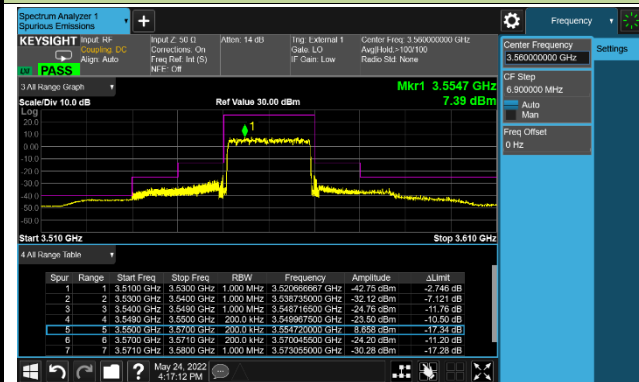 Spectrum Analyzer 1
Spurious Emissions
Frequency
KEYSIGHT Input: RF
Coupling: DC
Align: Auto
Input Z: 50 Ω
Corrections: On
Freq Ref: Int (S)
NFE: Off
Atten: 14 dB
Trig: External 1
Gate: LO
IF Gain: Low
Center Freq: 3.560000000 GHz
Avg|Hold:>100/100
Radio Std: None
PASS
Center Frequency
3.560000000 GHz
Settings
CF Step
6.900000 MHz
Auto
Man
Freq Offset
0 Hz
3 All Range Graph
Mkr1 3.5547 GHz
Scale/Div 10.0 dB
Ref Value 30.00 dBm
7.39 dBm
Log
20.0
10.0
0.00
-10.0
-20.0
-30.0
-40.0
-50.0
-60.0
1
Start 3.510 GHz
Stop 3.610 GHz
4 All Range Table
Spur Range Start Freq Stop Freq RBW Frequency Amplitude ΔLimit
1 1 3.5100 GHz 3.5300 GHz 1.000 MHz 3.520666667 GHz -42.75 dBm -2.746 dB
2 2 3.5300 GHz 3.5400 GHz 1.000 MHz 3.538735000 GHz -32.12 dBm -7.121 dB
3 3 3.5400 GHz 3.5490 GHz 1.000 MHz 3.548716500 GHz -24.76 dBm -11.76 dB
4 4 3.5490 GHz 3.5500 GHz 200.0 kHz 3.549967500 GHz -23.50 dBm -10.50 dB
5 5 3.5500 GHz 3.5700 GHz 200.0 kHz 3.554720000 GHz 8.658 dBm -17.34 dB
6 6 3.5700 GHz 3.5710 GHz 200.0 kHz 3.570045500 GHz -24.20 dBm -11.20 dB
7 7 3.5710 GHz 3.5800 GHz 1.000 MHz 3.573055000 GHz -30.28 dBm -17.28 dB
May 24, 2022
4:17:12 PM